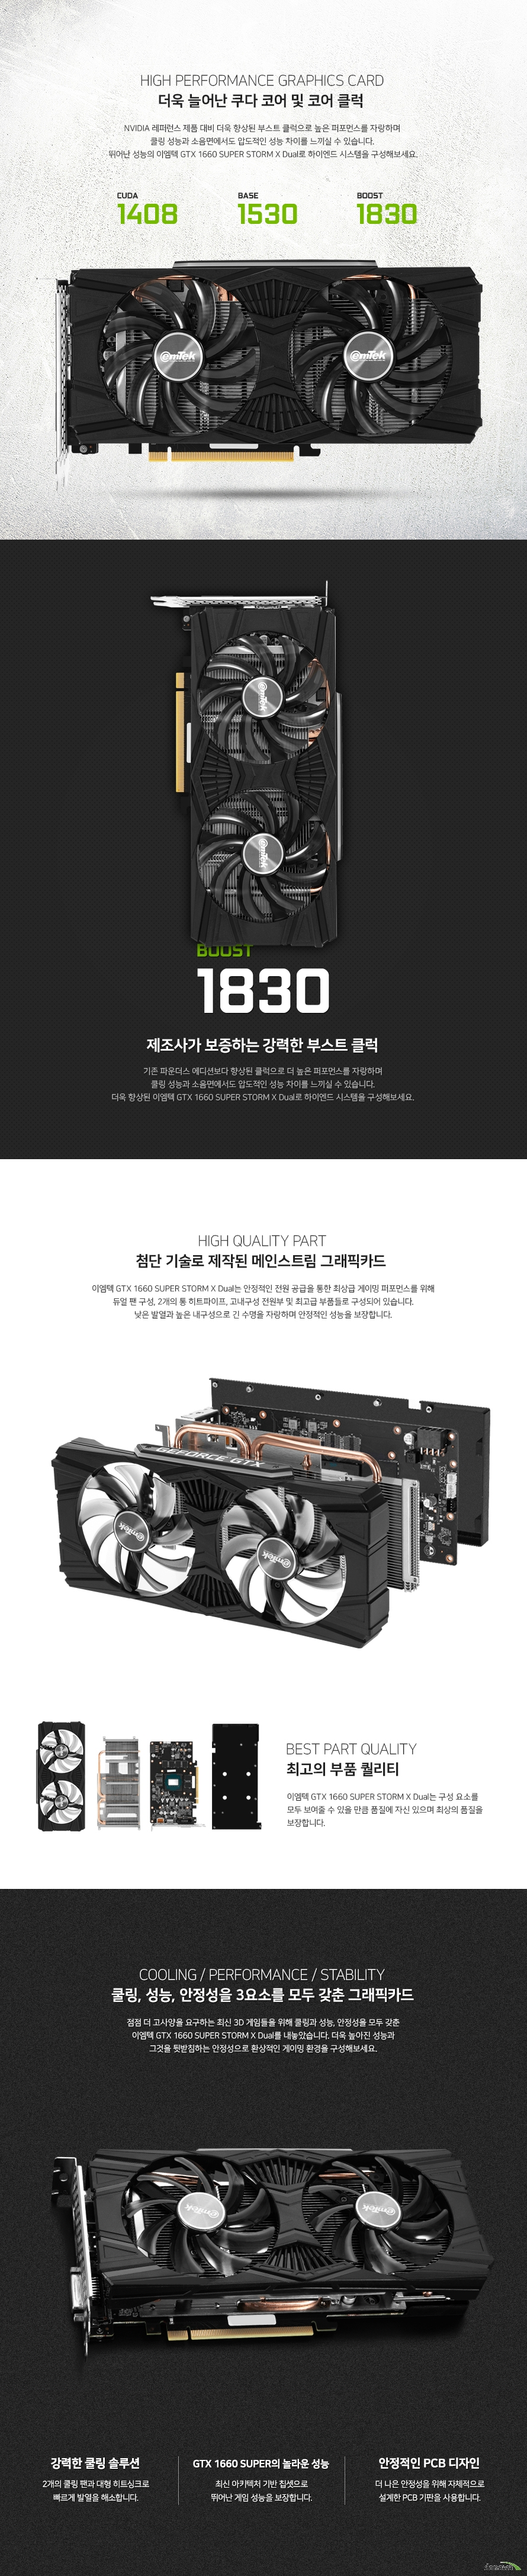 HIGH PERFORMANCE GRAPHICS CARD
더욱 늘어난 쿠다 코어 및 코어 클럭
NVIDIA 레퍼런스 제품 대비 더욱 향상된 부스트 클럭으로 높은 퍼포먼스를 자랑하며
쿨링 성능과 소음면에서도 압도적인 성능 차이를 느끼실 수 있습니다.
뛰어난 성능의 이엠텍 GTX 1660 SUPER STORM X Dual로 하이엔드 시스템을 구성해보세요.
CUDA
1408
BASE
1530
BOOST
1830
emTek
emTek
emTek
emTek
BOOST
1830
제조사가 보증하는 강력한 부스트 클럭
기존 파운더스 에디션보다 향상된 클럭으로 더 높은 퍼포먼스를 자랑하며
쿨링 성능과 소음면에서도 압도적인 성능 차이를 느끼실 수 있습니다.
더욱 향상된 이엠텍 GTX 1660 SUPER STORM X Dual로 하이엔드 시스템을 구성해보세요.
HIGH QUALITY PART
첨단 기술로 제작된 메인스트림 그래픽카드
이엠텍 GTX 1660 SUPER STORM X Dual는 안정적인 전원 공급을 통한 최상급 게이밍 퍼포먼스를 위해
듀얼 팬 구성, 2개의 통 히트파이프, 고내구성 전원부 및 최고급 부품들로 구성되어 있습니다.
낮은 발열과 높은 내구성으로 긴 수명을 자랑하며 안정적인 성능을 보장합니다.
GEFORCE GTX
emTek
emTek
BEST PART QUALITY
최고의 부품 퀄리티
이엠텍 GTX 1660 SUPER STORM X Dual는 구성 요소를
모두 보여줄 수 있을 만큼 품질에 자신 있으며 최상의 품질을
보장합니다.
COOLING / PERFORMANCE / STABILITY
쿨링, 성능, 안정성을 3요소를 모두 갖춘 그래픽카드
점점 더 고사양을 요구하는 최신 3D 게임들을 위해 쿨링과 성능, 안정성을 모두 갖춘
이엠텍 GTX 1660 SUPER STORM X Dual를 내놓았습니다. 더욱 높아진 성능과
그것을 뒷받침하는 안정성으로 환상적인 게이밍 환경을 구성해보세요.
emTek
emTek
강력한 쿨링 솔루션
2개의 쿨링 팬과 대형 히트싱크로
빠르게 발열을 해소합니다.
GTX 1660 SUPER의 놀라운 성능
최신 아키텍처 기반 칩셋으로
뛰어난 게임 성능을 보장합니다.
안정적인 PCB 디자인
더 나은 안정성을 위해 자체적으로
설계한 PCB 기판을 사용합니다.